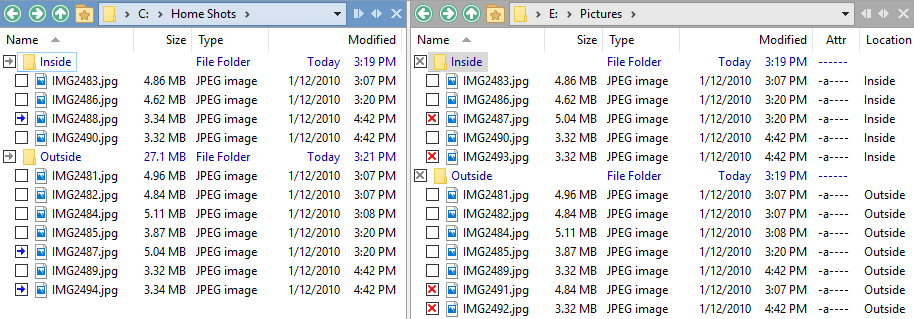 C: Home Shots
Name Size Type Modified
Inside File Folder Today 3:19 PM
IMG2483.jpg 4.86 MB JPEG image 1/12/2010 3:07 PM
IMG2486.jpg 4.62 MB JPEG image 1/12/2010 3:20 PM
IMG2488.jpg 3.34 MB JPEG image 1/12/2010 4:42 PM
IMG2490.jpg 3.32 MB JPEG image 1/12/2010 4:42 PM
Outside 27.1 MB File Folder Today 3:21 PM
IMG2481.jpg 4.96 MB JPEG image 1/12/2010 3:07 PM
IMG2482.jpg 4.84 MB JPEG image 1/12/2010 3:07 PM
IMG2484.jpg 5.11 MB JPEG image 1/12/2010 3:08 PM
IMG2485.jpg 3.87 MB JPEG image 1/12/2010 3:20 PM
IMG2487.jpg 5.04 MB JPEG image 1/12/2010 3:20 PM
IMG2489.jpg 3.32 MB JPEG image 1/12/2010 4:42 PM
IMG2494.jpg 3.34 MB JPEG image 1/12/2010 4:42 PM
E: Pictures
Name Size Type Modified Attr Location
Inside File Folder Today 3:19 PM ------
IMG2483.jpg 4.86 MB JPEG image 1/12/2010 3:07 PM -a---- Inside
IMG2486.jpg 4.62 MB JPEG image 1/12/2010 3:20 PM -a---- Inside
IMG2487.jpg 5.04 MB JPEG image 1/12/2010 3:20 PM -a---- Inside
IMG2490.jpg 3.32 MB JPEG image 1/12/2010 4:42 PM -a---- Inside
IMG2493.jpg 3.32 MB JPEG image 1/12/2010 4:42 PM -a---- Inside
Outside File Folder Today 3:19 PM ------
IMG2481.jpg 4.96 MB JPEG image 1/12/2010 3:07 PM -a---- Outside
IMG2482.jpg 4.84 MB JPEG image 1/12/2010 3:07 PM -a---- Outside
IMG2484.jpg 5.11 MB JPEG image 1/12/2010 3:08 PM -a---- Outside
IMG2485.jpg 3.87 MB JPEG image 1/12/2010 3:20 PM -a---- Outside
IMG2489.jpg 3.32 MB JPEG image 1/12/2010 4:42 PM -a---- Outside
IMG2491.jpg 4.84 MB JPEG image 1/12/2010 3:07 PM -a---- Outside
IMG2492.jpg 3.32 MB JPEG image 1/12/2010 4:42 PM -a---- Outside